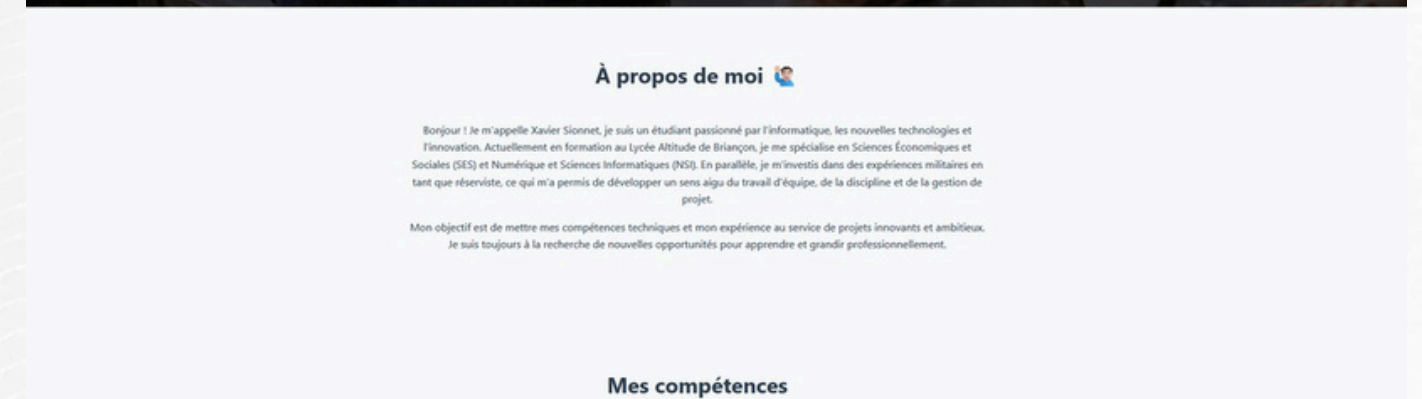 À propos de moi 🙋🏻‍♂️
Bonjour ! Je m'appelle Xavier Sionnet, je suis un étudiant passionné par l'informatique, les nouvelles technologies et
l'innovation. Actuellement en formation au Lycée Altitude de Briançon, je me spécialise en Sciences Économiques et
Sociales (SES) et Numérique et Sciences Informatiques (NSI). En parallèle, je m'investis dans des expériences militaires en
tant que réserviste, ce qui m'a permis de développer un sens aigu du travail d'équipe, de la discipline et de la gestion de
projet.
Mon objectif est de mettre mes compétences techniques et mon expérience au service de projets innovants et ambitieux.
Je suis toujours à la recherche de nouvelles opportunités pour apprendre et grandir professionnellement.
Mes compétences